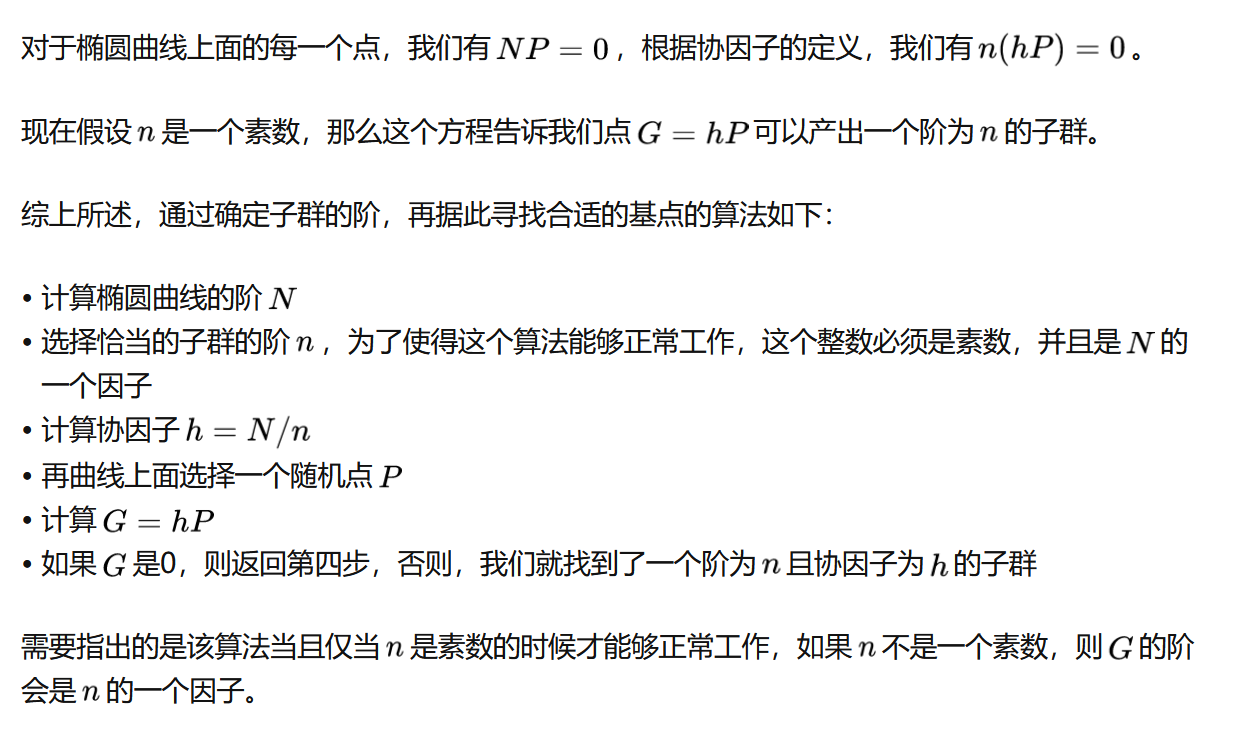 对于椭圆曲线上面的每一个点，我们有 NP = 0 ，根据协因子的定义，我们有 n(hP) = 0 。
现在假设 n 是一个素数，那么这个方程告诉我们点 G = hP 可以产出一个阶为 n 的子群。
综上所述，通过确定子群的阶，再据此寻找合适的基点的算法如下：
• 计算椭圆曲线的阶 N
• 选择恰当的子群的阶 n ，为了使得这个算法能够正常工作，这个整数必须是素数，并且是 N 的
一个因子
• 计算协因子 h = N/n
• 再曲线上面选择一个随机点 P
• 计算 G = hP
• 如果 G 是0，则返回第四步，否则，我们就找到了一个阶为 n 且协因子为 h 的子群
需要指出的是该算法当且仅当 n 是素数的时候才能够正常工作，如果 n 不是一个素数，则 G 的阶
会是 n 的一个因子。